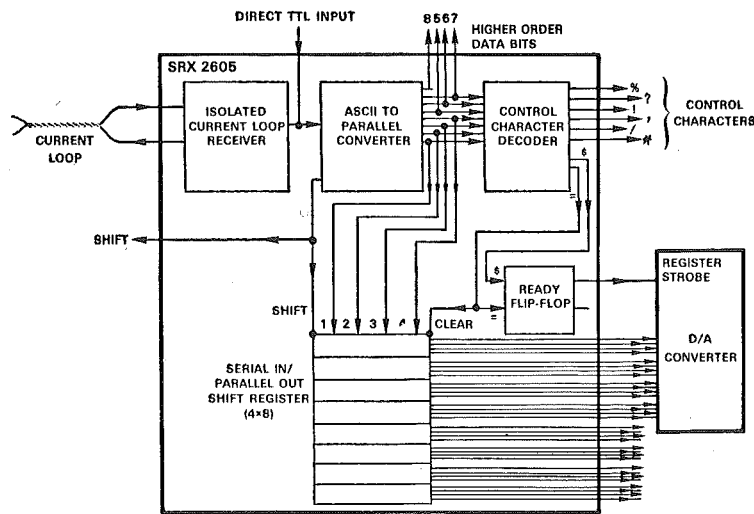 DIRECT TTL INPUT
8 5 6 7
HIGHER ORDER
DATA BITS
SRX 2605
ISOLATED
CURRENT LOOP
RECEIVER
ASCII TO
PARALLEL
CONVERTER
CONTROL
CHARACTER
DECODER
%
?
!
,
/
#
CONTROL
CHARACTERS
CURRENT
LOOP
$
=
SHIFT
SHIFT
1 2 3
CLEAR
$
=
READY
FLIP-FLOP
REGISTER
STROBE
D/A
CONVERTER
SERIAL IN/
PARALLEL OUT
SHIFT REGISTER
(4×8)